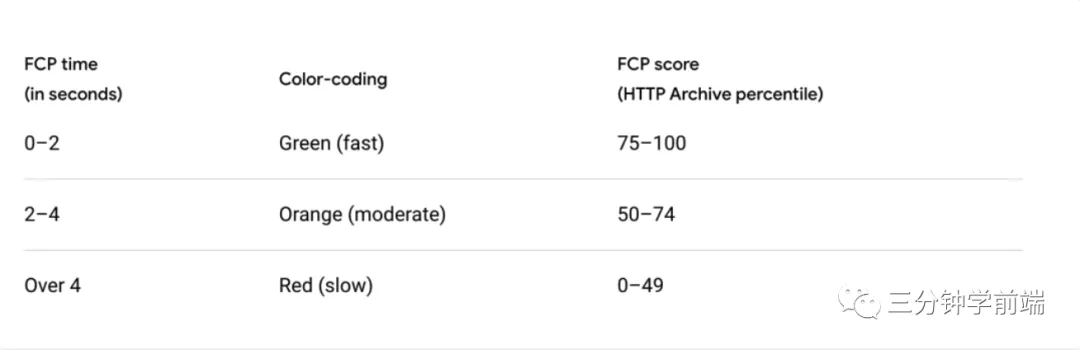 FCP time
(in seconds)
Color-coding
FCP score
(HTTP Archive percentile)
0–2
Green (fast)
75–100
2–4
Orange (moderate)
50–74
Over 4
Red (slow)
0–49
三分钟学前端